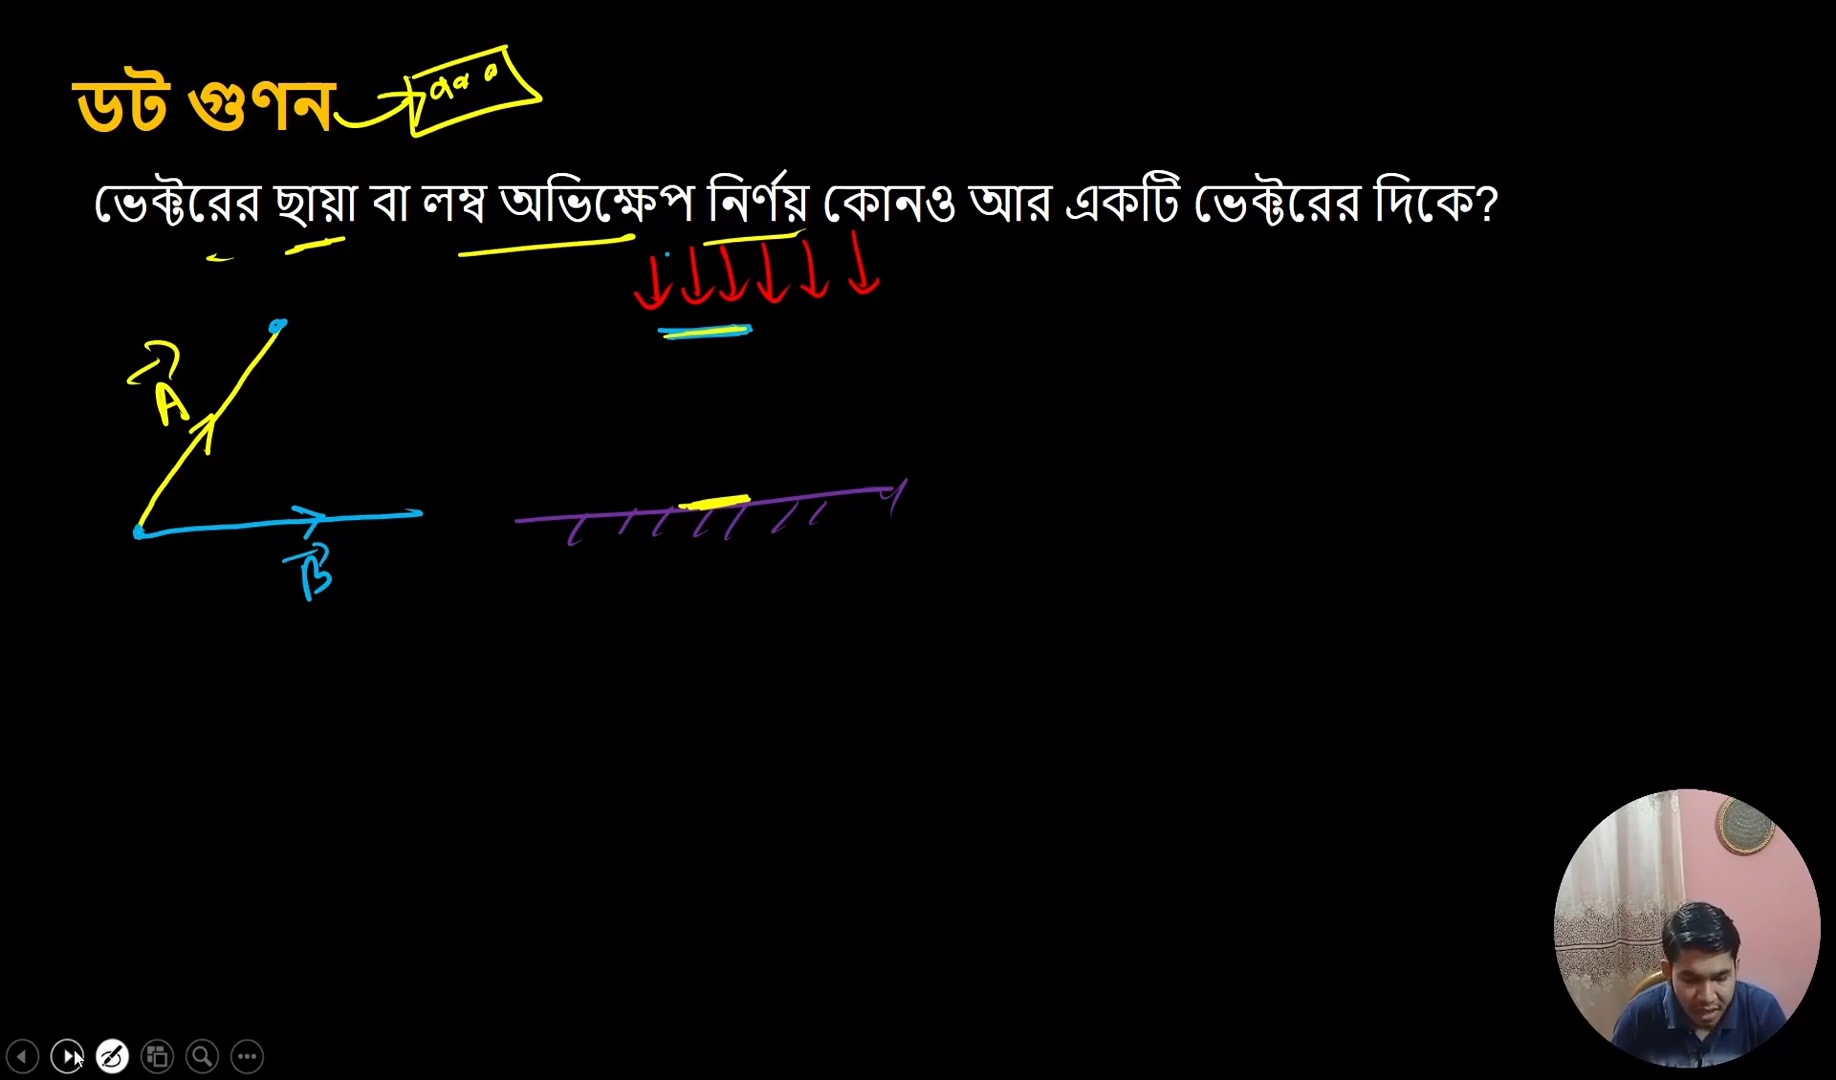 ডট গুণন
ভেক্টরের ছায়া বা লম্ব অভিক্ষেপ নির্ণয় কোনও আর একটি ভেক্টরের দিকে?
A
B